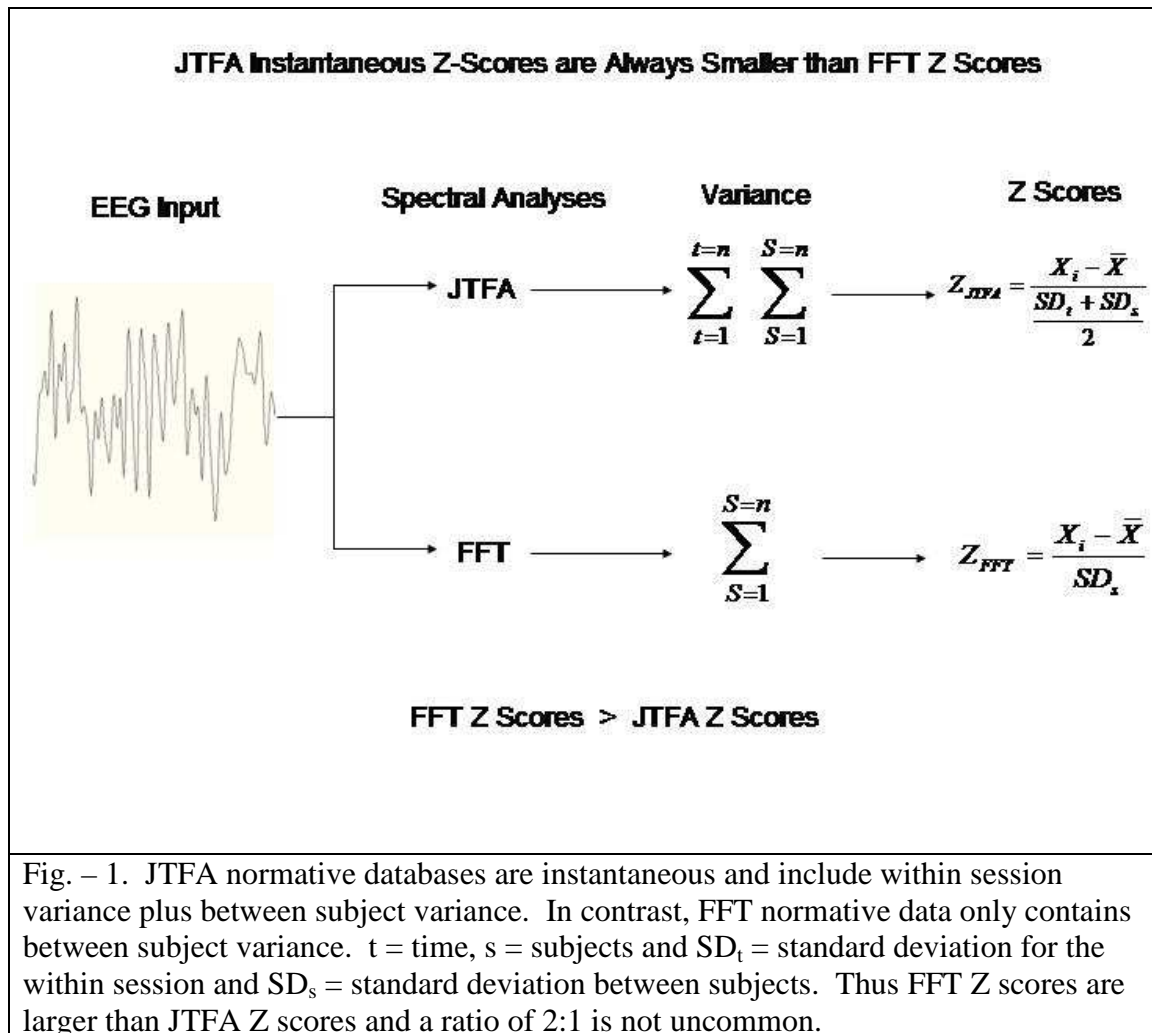 JTFA Instantaneous Z-Scores are Always Smaller than FFT Z Scores
EEG Input
Spectral Analyses
Variance
Z Scores
JTFA
t=n S=n
∑ ∑
t=1 S=1
Z_JTFA = (X_i − X̄) / ((SD_t + SD_s) / 2)
FFT
S=n
∑
S=1
Z_FFT = (X_i − X̄) / SD_s
FFT Z Scores > JTFA Z Scores
Fig. – 1. JTFA normative databases are instantaneous and include within session
variance plus between subject variance. In contrast, FFT normative data only contains
between subject variance. t = time, s = subjects and SD_t = standard deviation for the
within session and SD_s = standard deviation between subjects. Thus FFT Z scores are
larger than JTFA Z scores and a ratio of 2:1 is not uncommon.